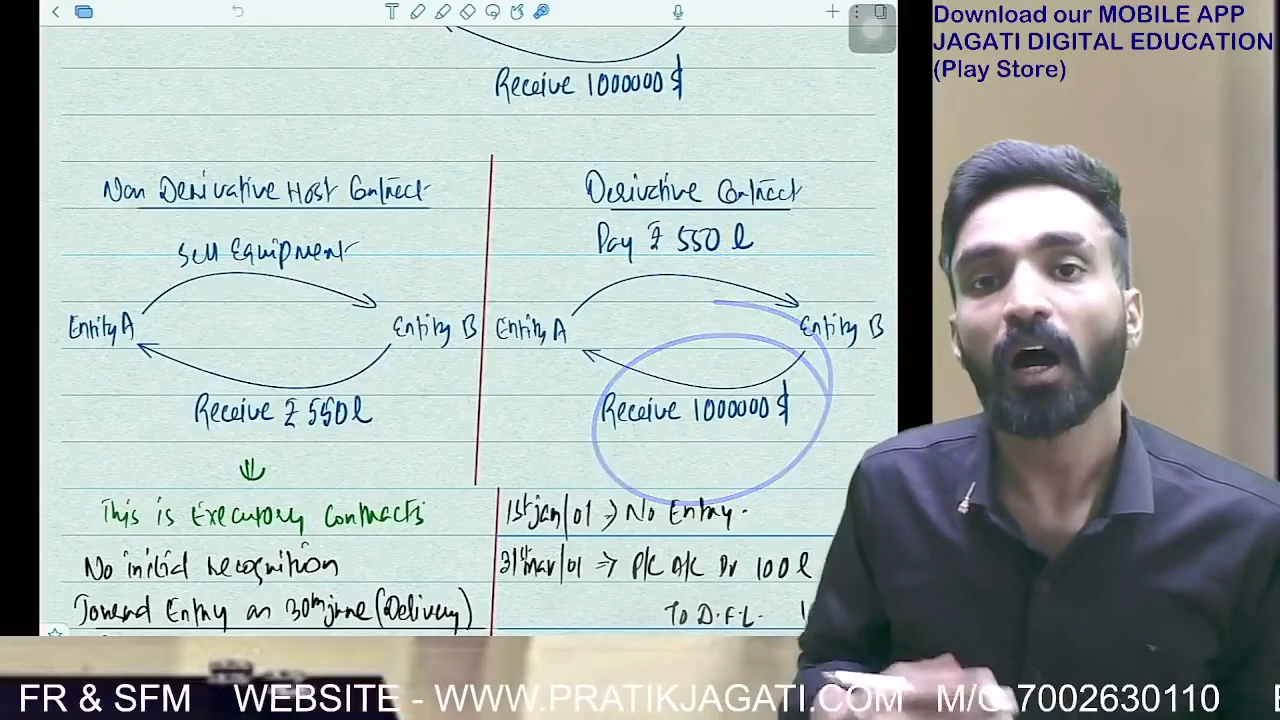 Download our MOBILE APP
JAGATI DIGITAL EDUCATION
(Play Store)
Receive 1000000 $
Non Derivative Host Contract
Sell Equipment
Entity A
Entity B
Receive ₹ 550 l
This is Executory Contracts
No initial recognition
Journal Entry on 30th june (Delivery)
Derivative Contract
Pay ₹ 550 l
Entity A
Entity B
Receive 1000000 $
1st jan/01 => No Entry.
31st mar/01 => P/L A/c Dr 100 l
To D.F.L.
FR & SFM WEBSITE - WWW.PRATIKJAGATI.COM M/O 7002630110